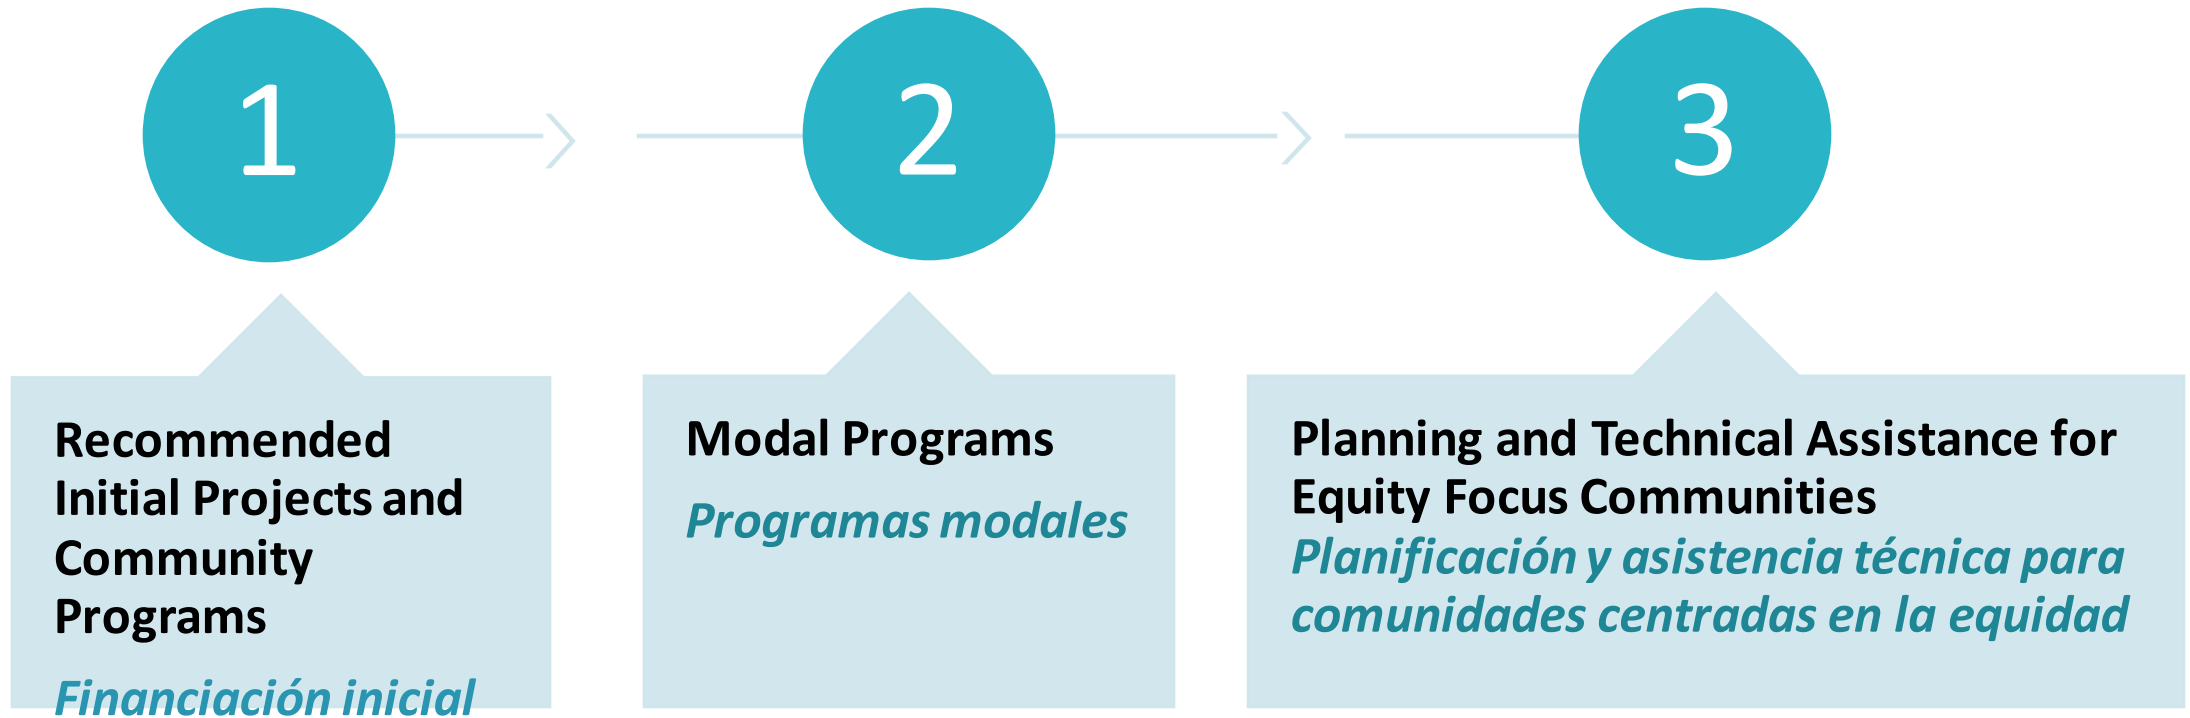 1
2
3
Recommended
Initial Projects and
Community
Programs
Financiación inicial
Modal Programs
Programas modales
Planning and Technical Assistance for
Equity Focus Communities
Planificación y asistencia técnica para
comunidades centradas en la equidad